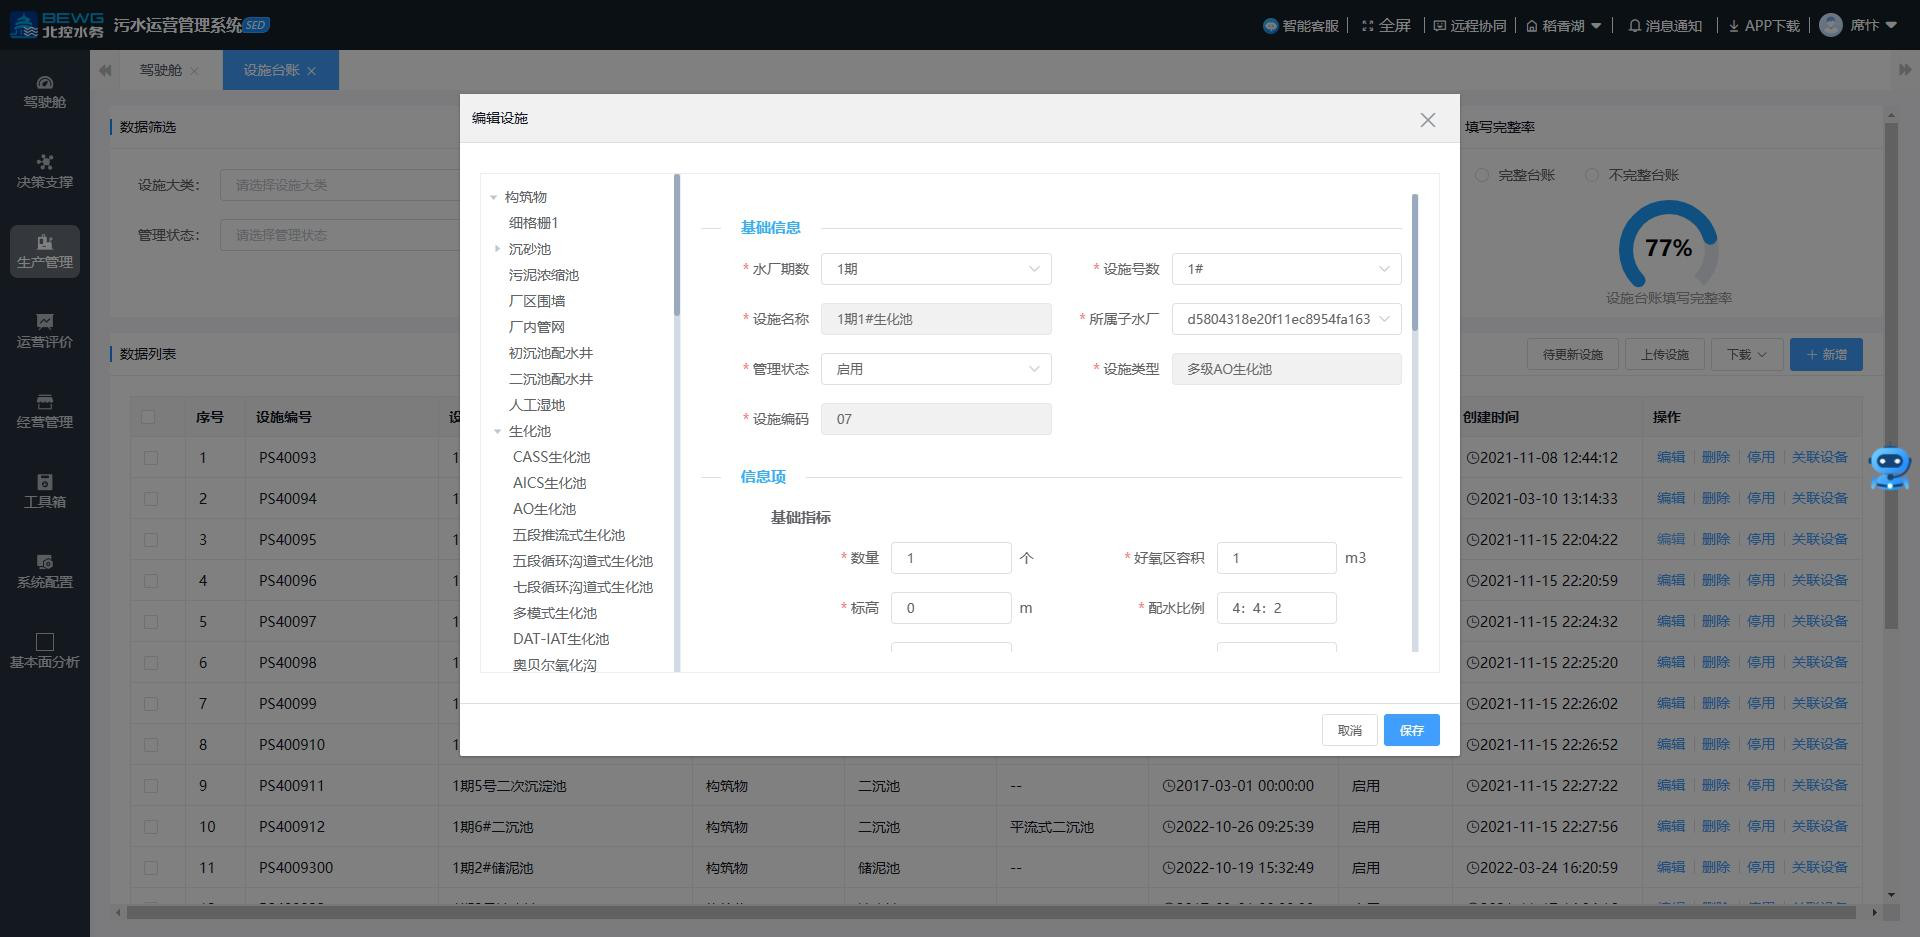 BEWG
北控水务
污水运营管理系统 SED
智能客服
全屏
远程协同
稻香湖
消息通知
APP下载
席忭
驾驶舱
设施台账
驾驶舱
决策支撑
生产管理
运营评价
经营管理
工具箱
系统配置
基本面分析
数据筛选
设施大类： 请选择设施大类
管理状态： 请选择管理状态
填写完整率
完整台账 不完整台账
77%
设施台账填写完整率
数据列表
待更新设施 上传设施 下载 新增
编辑设施
构筑物
细格栅1
沉砂池
污泥浓缩池
厂区围墙
厂内管网
初沉池配水井
二沉池配水井
人工湿地
生化池
CASS生化池
AICS生化池
AO生化池
五段推流式生化池
五段循环沟道式生化池
七段循环沟道式生化池
多模式生化池
DAT-IAT生化池
奥贝尔氧化沟
基础信息
* 水厂期数 1期 * 设施号数 1#
* 设施名称 1期1#生化池 * 所属子水厂 d5804318e20f11ec8954fa163
* 管理状态 启用 * 设施类型 多级AO生化池
* 设施编码 07
信息项
基础指标
* 数量 1 个 * 好氧区容积 1 m3
* 标高 0 m * 配水比例 4：4：2
取消 保存
序号 设施编号 设 创建时间 操作
1 PS40093 1 2021-11-08 12:44:12 编辑 删除 停用 关联设备
2 PS40094 1 2021-03-10 13:14:33 编辑 删除 停用 关联设备
3 PS40095 1 2021-11-15 22:04:22 编辑 删除 停用 关联设备
4 PS40096 1 2021-11-15 22:20:59 编辑 删除 停用 关联设备
5 PS40097 1 2021-11-15 22:24:32 编辑 删除 停用 关联设备
6 PS40098 1 2021-11-15 22:25:20 编辑 删除 停用 关联设备
7 PS40099 1 2021-11-15 22:26:02 编辑 删除 停用 关联设备
8 PS400910 1 2021-11-15 22:26:52 编辑 删除 停用 关联设备
9 PS400911 1期5号二次沉淀池 构筑物 二沉池 -- 2017-03-01 00:00:00 启用 2021-11-15 22:27:22 编辑 删除 停用 关联设备
10 PS400912 1期6#二沉池 构筑物 二沉池 平流式二沉池 2022-10-26 09:25:39 启用 2021-11-15 22:27:56 编辑 删除 停用 关联设备
11 PS4009300 1期2#储泥池 构筑物 储泥池 -- 2022-10-19 15:32:49 启用 2022-03-24 16:20:59 编辑 删除 停用 关联设备